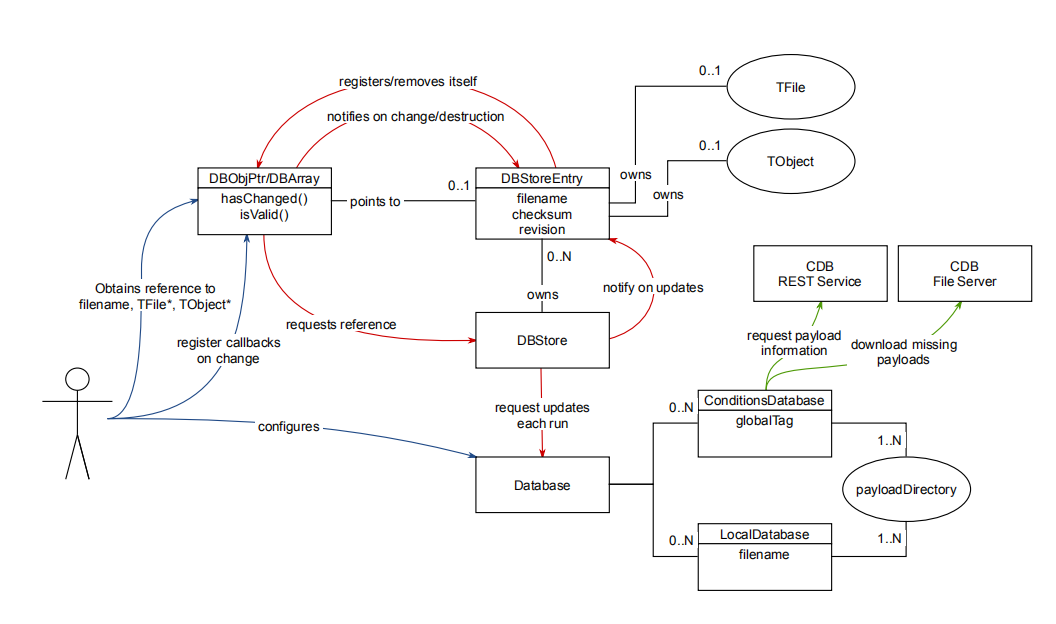 registers/removes itself
notifies on change/destruction
0..1
TFile
0..1
TObject
owns
owns
DBObjPtr/DBArray
hasChanged()
isValid()
points to
0..1
DBStoreEntry
filename
checksum
revision
0..N
owns
notify on updates
CDB
REST Service
CDB
File Server
Obtains reference to
filename, TFile*, TObject*
register callbacks
on change
requests reference
DBStore
request payload
information
download missing
payloads
request updates
each run
configures
Database
0..N
ConditionsDatabase
globalTag
1..N
payloadDirectory
1..N
0..N
LocalDatabase
filename